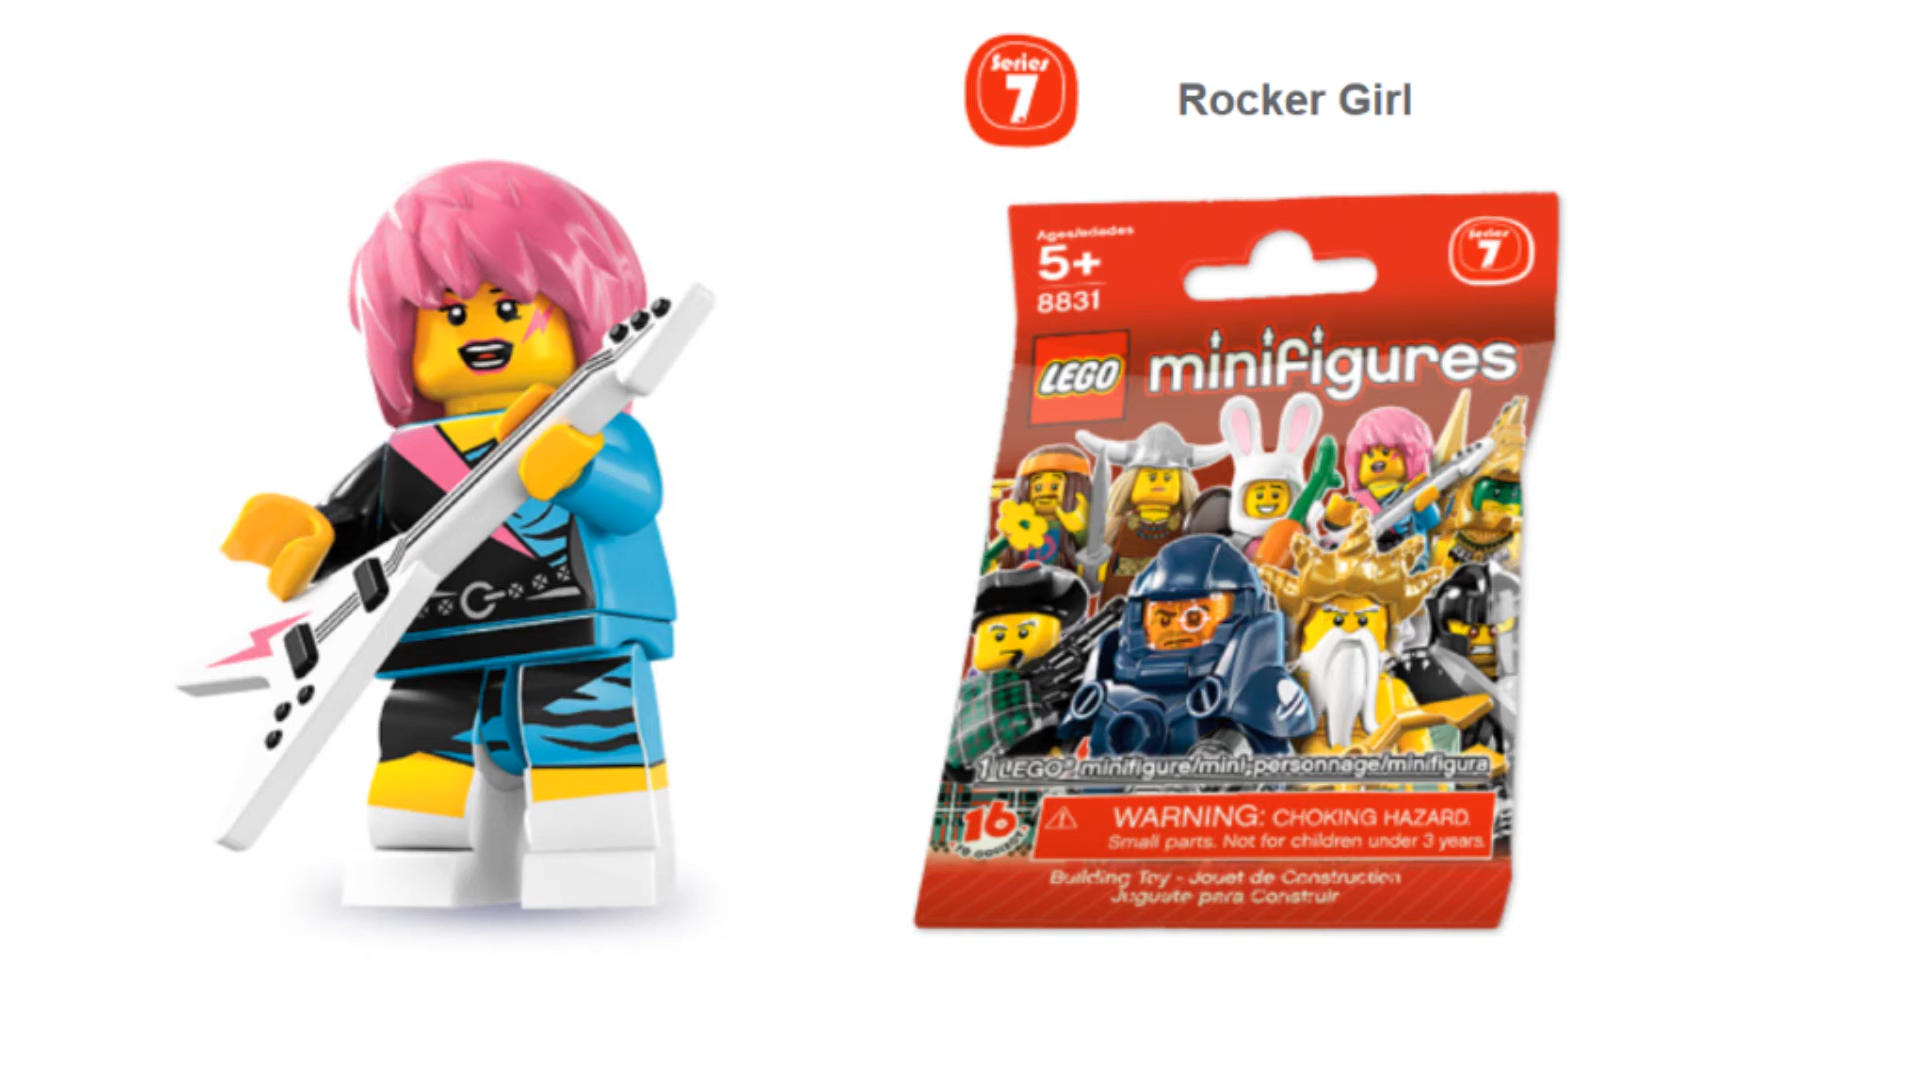 Series
7
Rocker Girl
Ages/edades
5+
8831
Series
7
LEGO minifigures
1 LEGO® minifigure/mini personnage/minifigura
16
TO COLLECT
WARNING: CHOKING HAZARD.
Small parts. Not for children under 3 years.
Building Toy - Jouet de Construction
Juguete para Construir